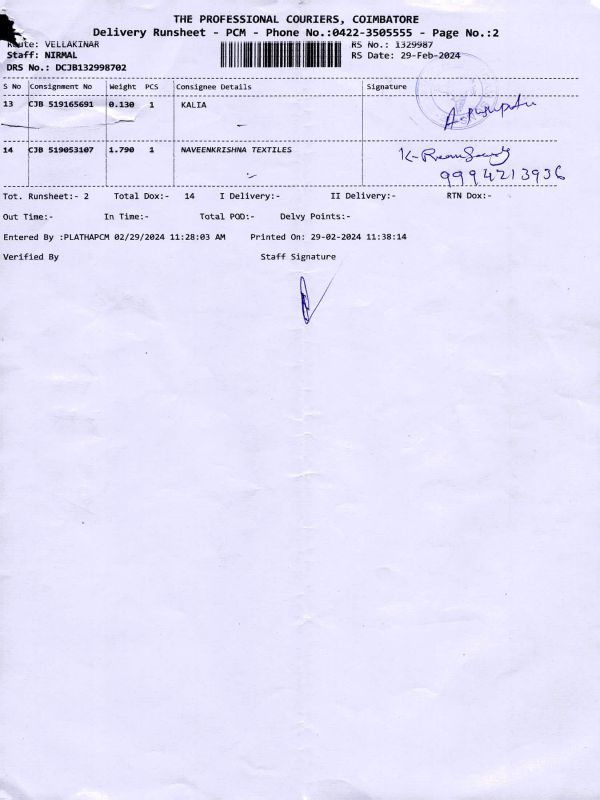 THE PROFESSIONAL COURIERS, COIMBATORE
Delivery Runsheet - PCM - Phone No.:0422-3505555 - Page No.:2
Route: VELLAKINAR
RS No.: 1329987
Staff: NIRMAL
RS Date: 29-Feb-2024
DRS No.: DCJB132998702
S No Consignment No Weight PCS Consignee Details Signature
13 CJB 519165691 0.130 1 KALIA
14 CJB 519053107 1.790 1 NAVEENKRISHNA TEXTILES
9994213936
Tot. Runsheet:- 2 Total Dox:- 14 I Delivery:- II Delivery:- RTN Dox:-
Out Time:- In Time:- Total POD:- Delvy Points:-
Entered By :PLATHAPCM 02/29/2024 11:28:03 AM Printed On: 29-02-2024 11:38:14
Verified By Staff Signature